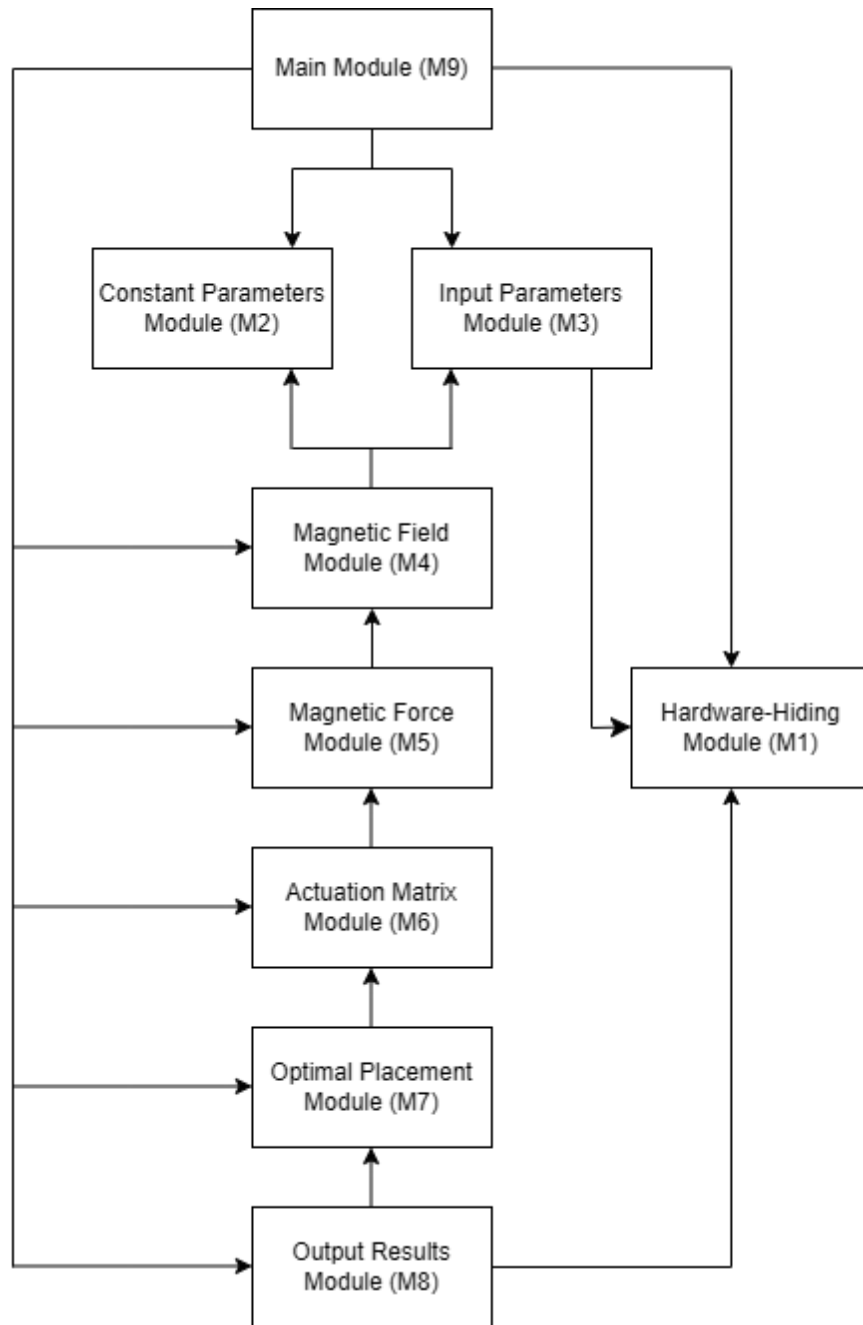 Main Module (M9)
Constant Parameters
Module (M2)
Input Parameters
Module (M3)
Magnetic Field
Module (M4)
Magnetic Force
Module (M5)
Hardware-Hiding
Module (M1)
Actuation Matrix
Module (M6)
Optimal Placement
Module (M7)
Output Results
Module (M8)